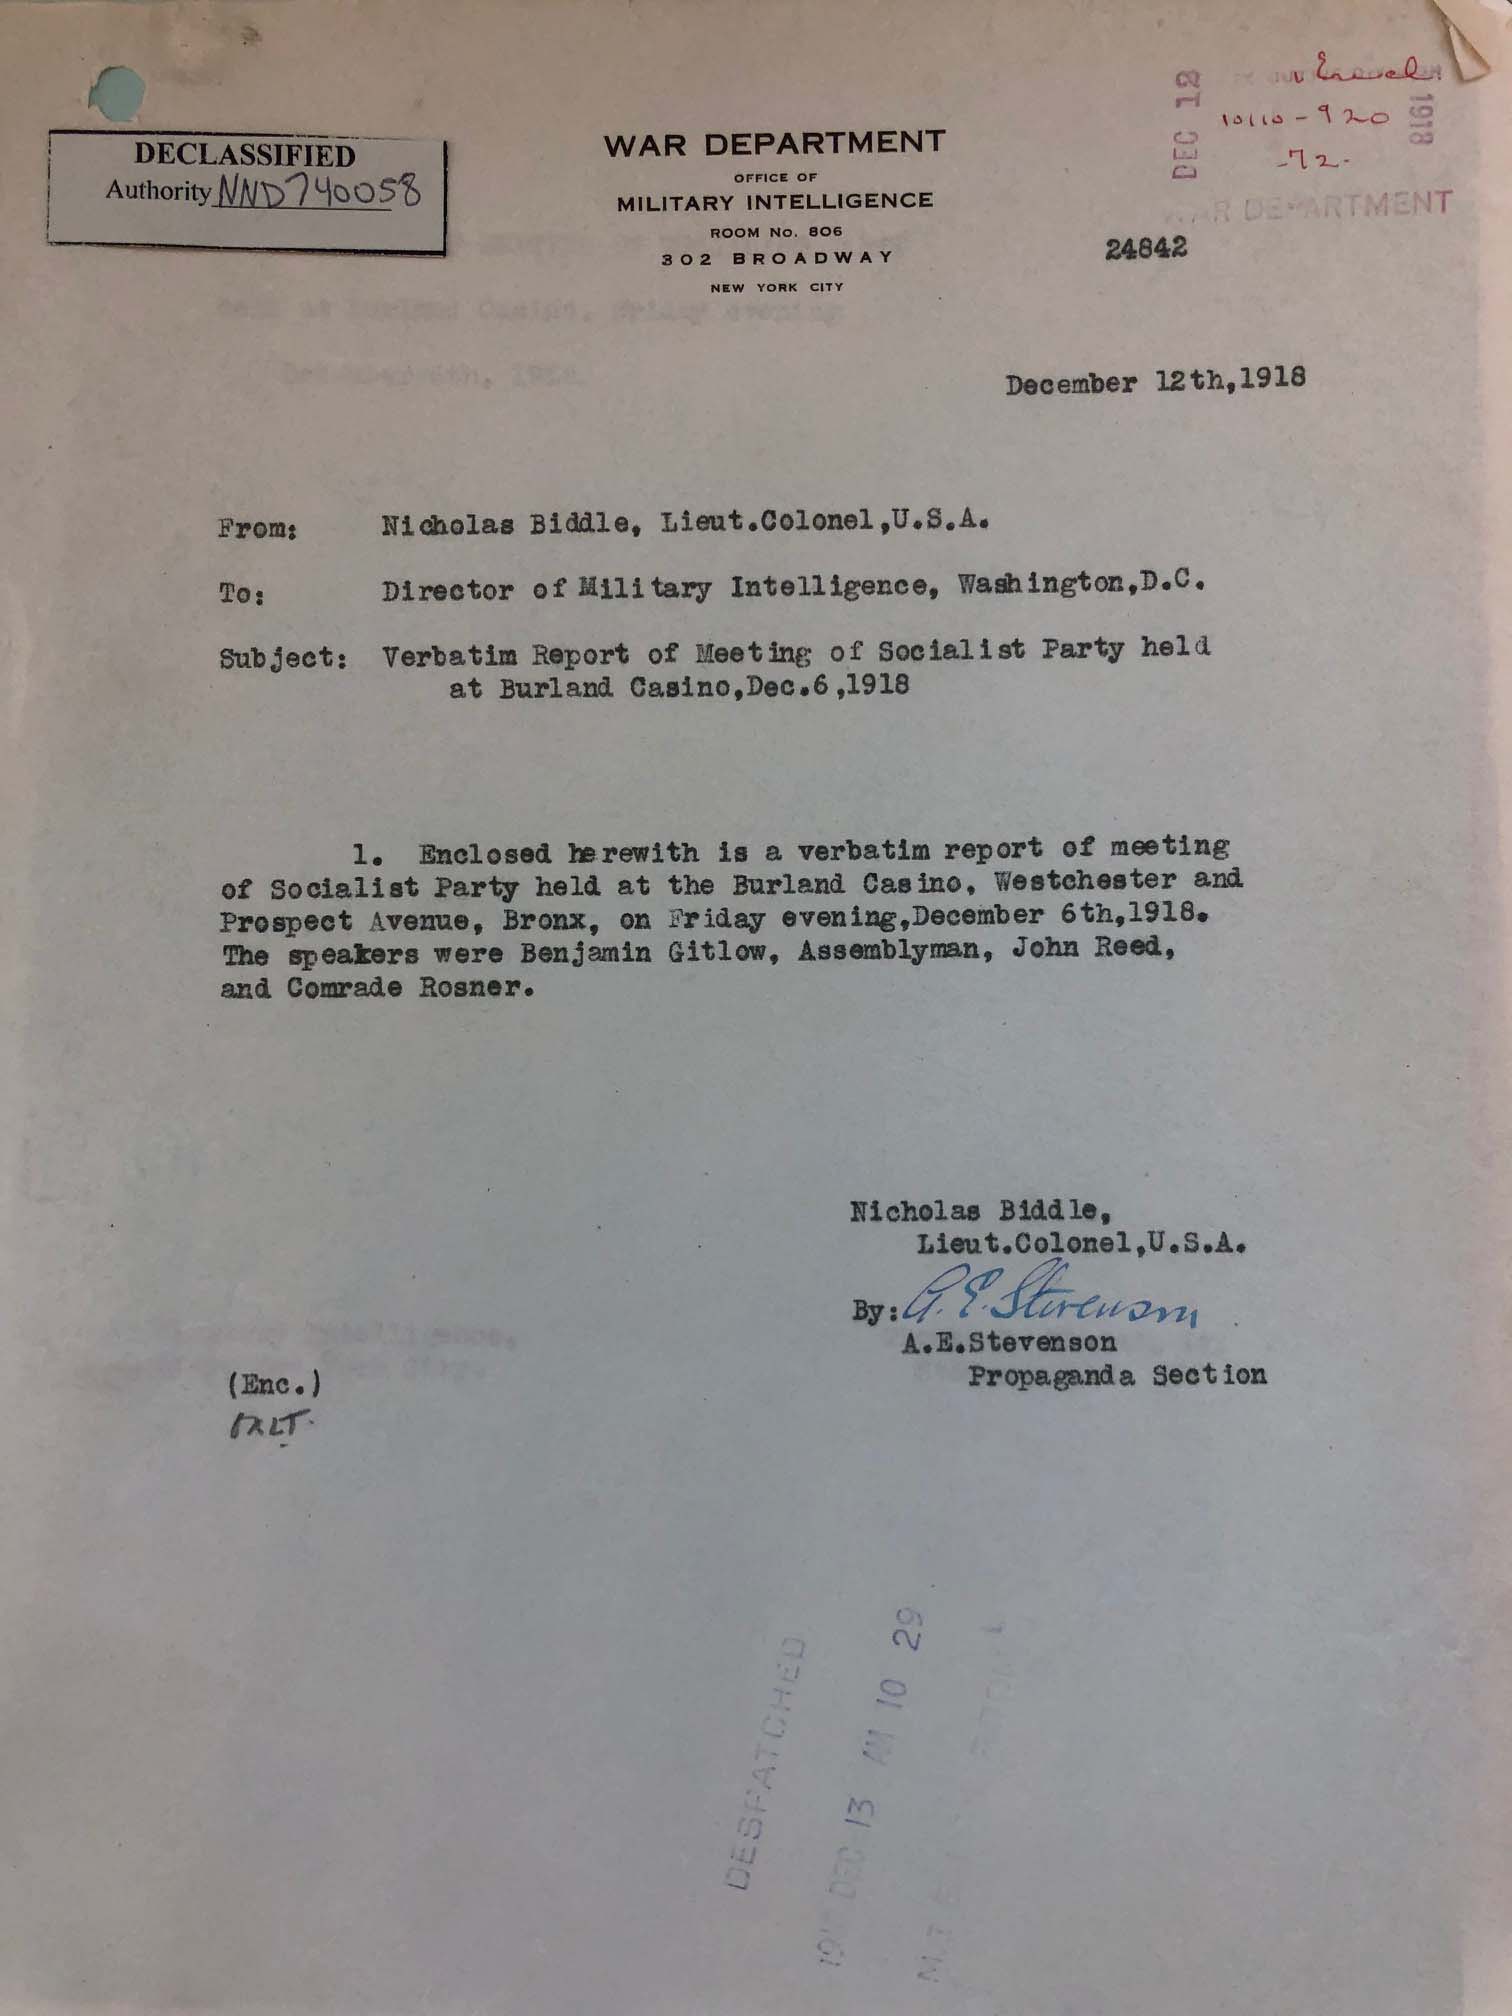 DECLASSIFIED
Authority NND740058
WAR DEPARTMENT
OFFICE OF
MILITARY INTELLIGENCE
ROOM No. 806
302 BROADWAY
NEW YORK CITY
DEC 12
1918
10110-920
-72-
WAR DEPARTMENT
24842
December 12th,1918
From: Nicholas Biddle, Lieut.Colonel,U.S.A.
To: Director of Military Intelligence, Washington,D.C.
Subject: Verbatim Report of Meeting of Socialist Party held
at Burland Casino,Dec.6,1918
1. Enclosed herewith is a verbatim report of meeting
of Socialist Party held at the Burland Casino, Westchester and
Prospect Avenue, Bronx, on Friday evening,December 6th,1918.
The speakers were Benjamin Gitlow, Assemblyman, John Reed,
and Comrade Rosner.
Nicholas Biddle,
Lieut.Colonel,U.S.A.
By: A.E.Stevenson
A.E.Stevenson
Propaganda Section
(Enc.)
DESPATCHED
DEC 13 AM 10 29